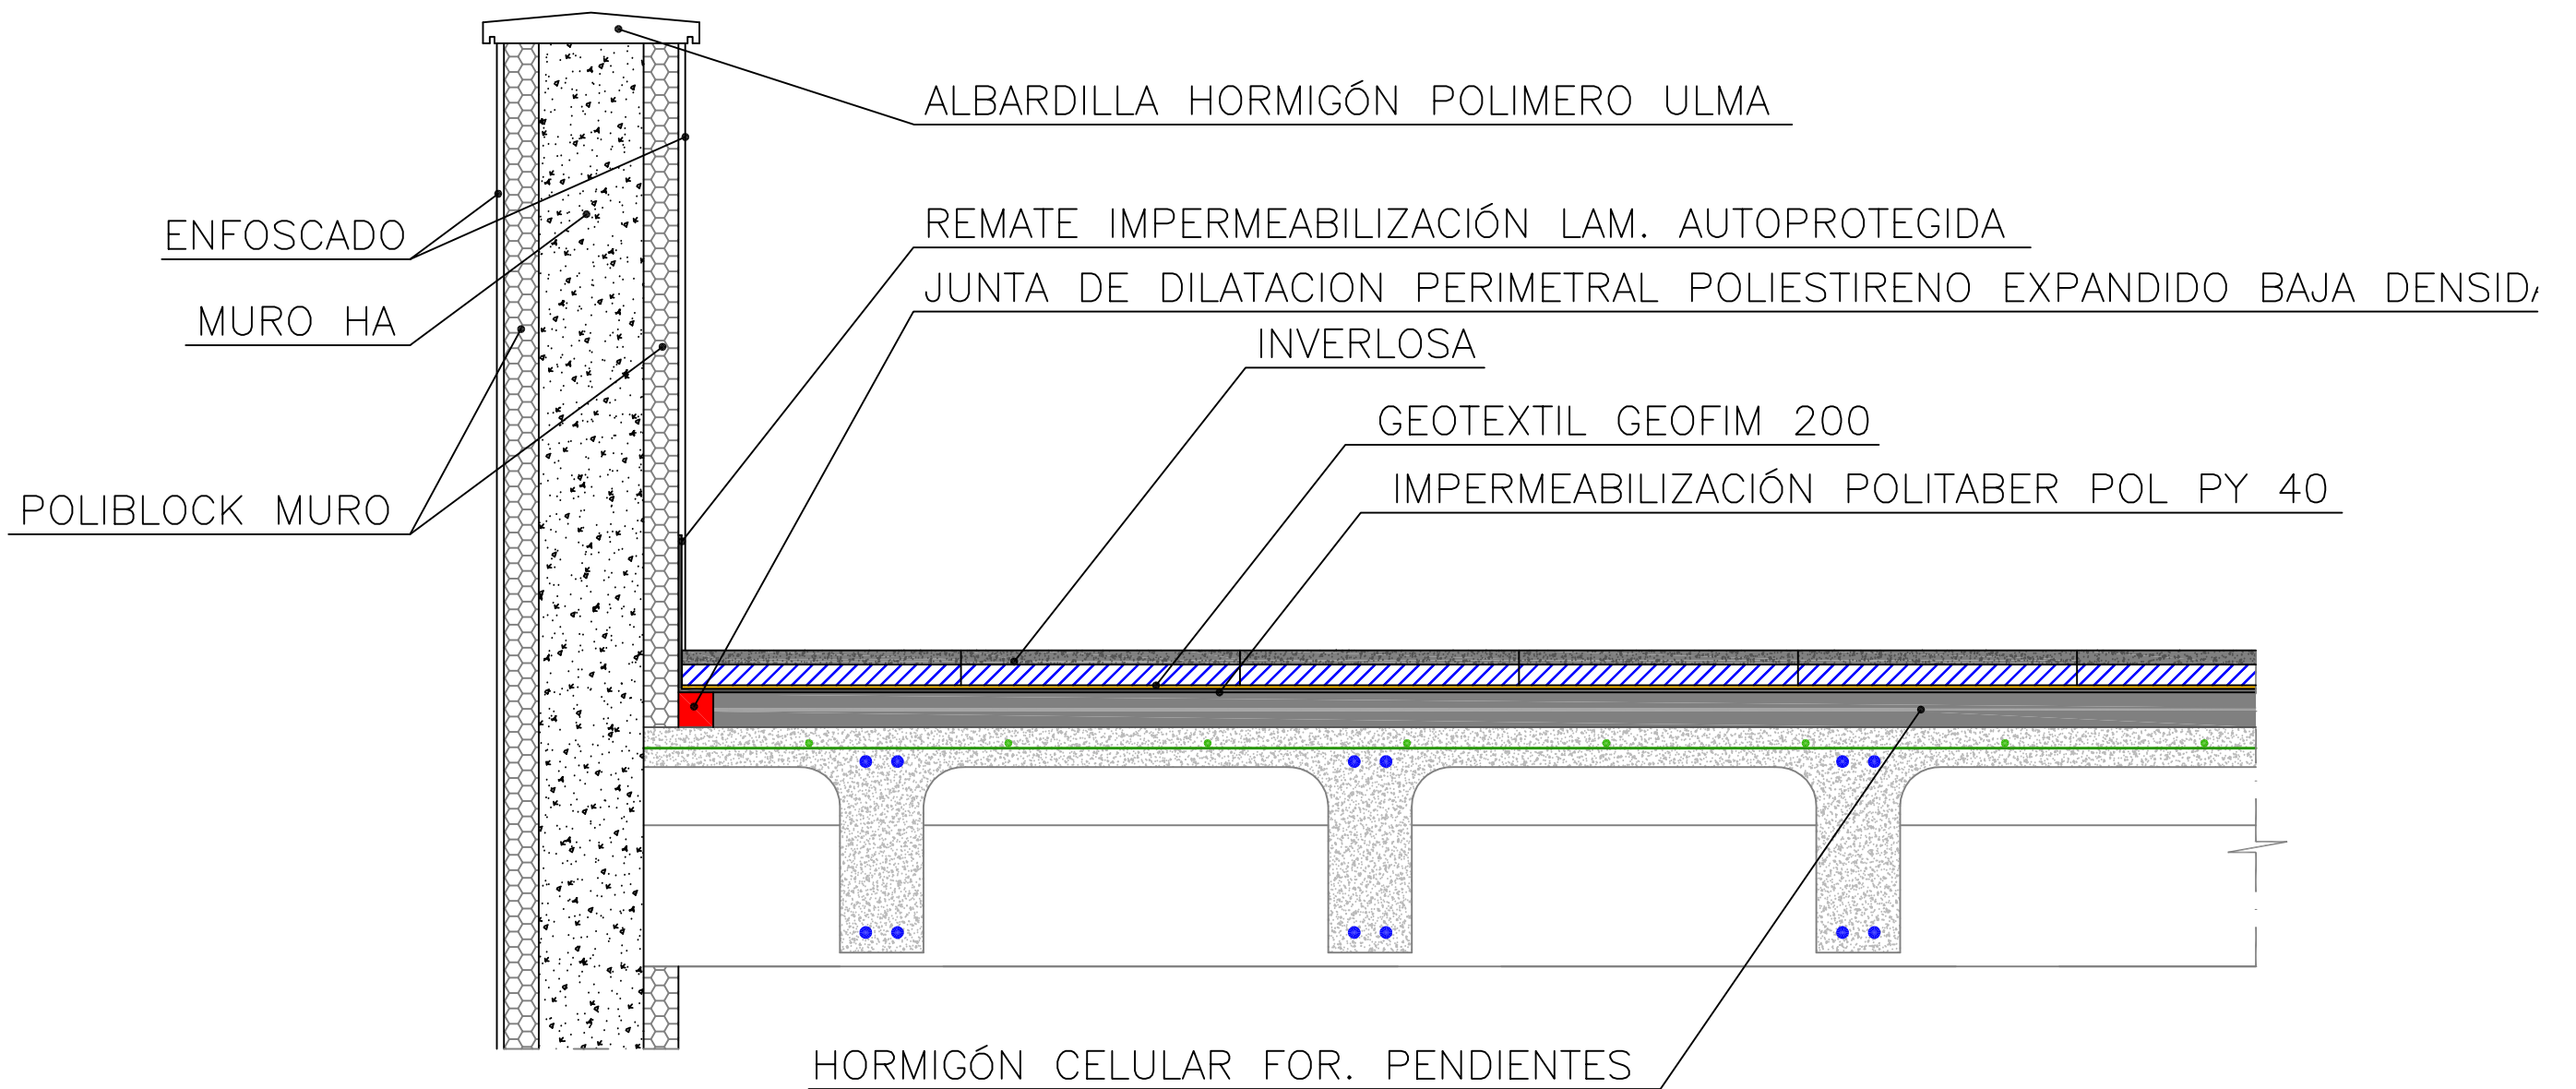 ALBARDILLA HORMIGÓN POLIMERO ULMA
ENFOSCADO
REMATE IMPERMEABILIZACIÓN LAM. AUTOPROTEGIDA
JUNTA DE DILATACION PERIMETRAL POLIESTIRENO EXPANDIDO BAJA
MURO HA
INVERLOSA
GEOTEXTIL GEOFIM 200
IMPERMEABILIZACIÓN POLITABER POL PY 40
POLIBLOCK MURO
HORMIGÓN CELULAR FOR. PENDIENTES